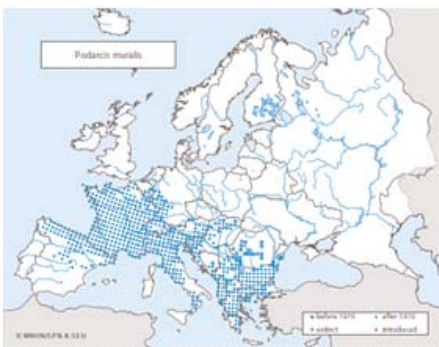 Podarcis muralis
before 1970
after 1970
extinct
introduced